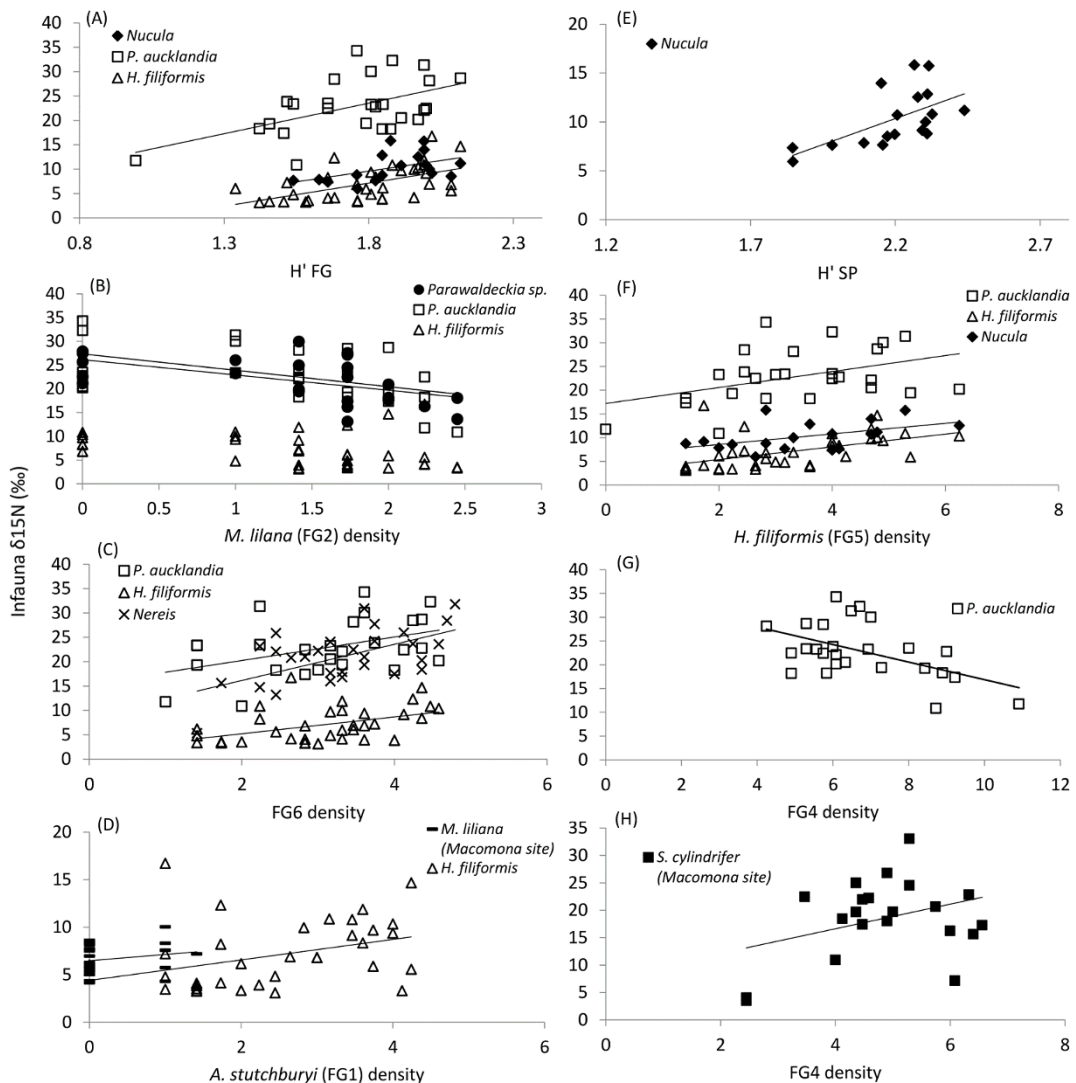 Infauna δ15N (‰)
(A)
Nucula
P. aucklandia
H. filiformis
40
35
30
25
20
15
10
5
0
0.8 1.3 1.8 2.3
H' FG
(E)
Nucula
20
15
10
5
0
1.2 1.7 2.2 2.7
H' SP
(B)
Parawaldeckia sp.
P. aucklandia
H. filiformis
40
35
30
25
20
15
10
5
0
0 0.5 1 1.5 2 2.5 3
M. lilana (FG2) density
(F)
P. aucklandia
H. filiformis
Nucula
40
35
30
25
20
15
10
5
0
0 2 4 6 8
H. filiformis (FG5) density
(C)
P. aucklandia
H. filiformis
Nereis
40
35
30
25
20
15
10
5
0
0 2 4 6
FG6 density
(G)
P. aucklandia
40
35
30
25
20
15
10
5
0
0 2 4 6 8 10 12
FG4 density
(D)
M. liliana
(Macomona site)
H. filiformis
20
15
10
5
0
0 2 4 6
A. stutchburyi (FG1) density
(H)
S. cylindrifer
(Macomona site)
35
30
25
20
15
10
5
0
0 2 4 6 8
FG4 density